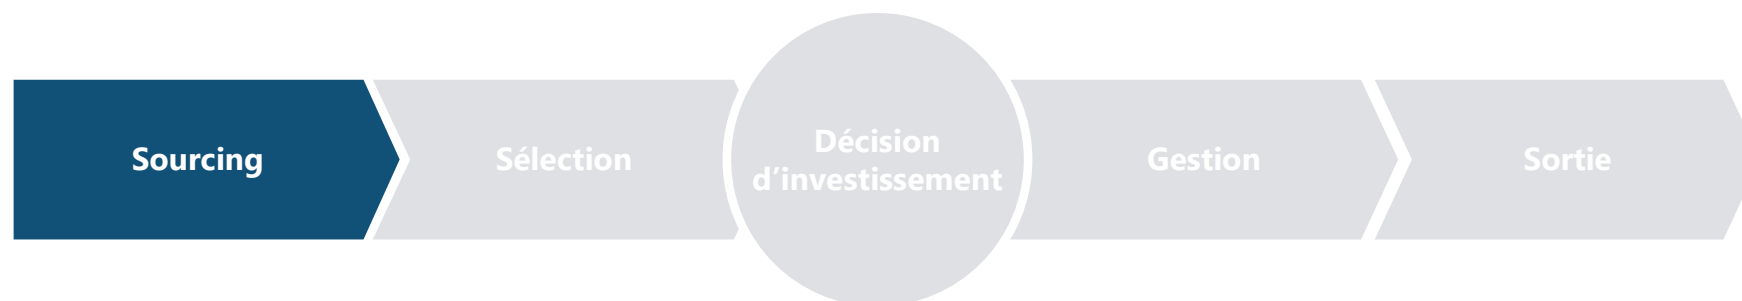 Sourcing
Sélection
Décision
d’investissement
Gestion
Sortie